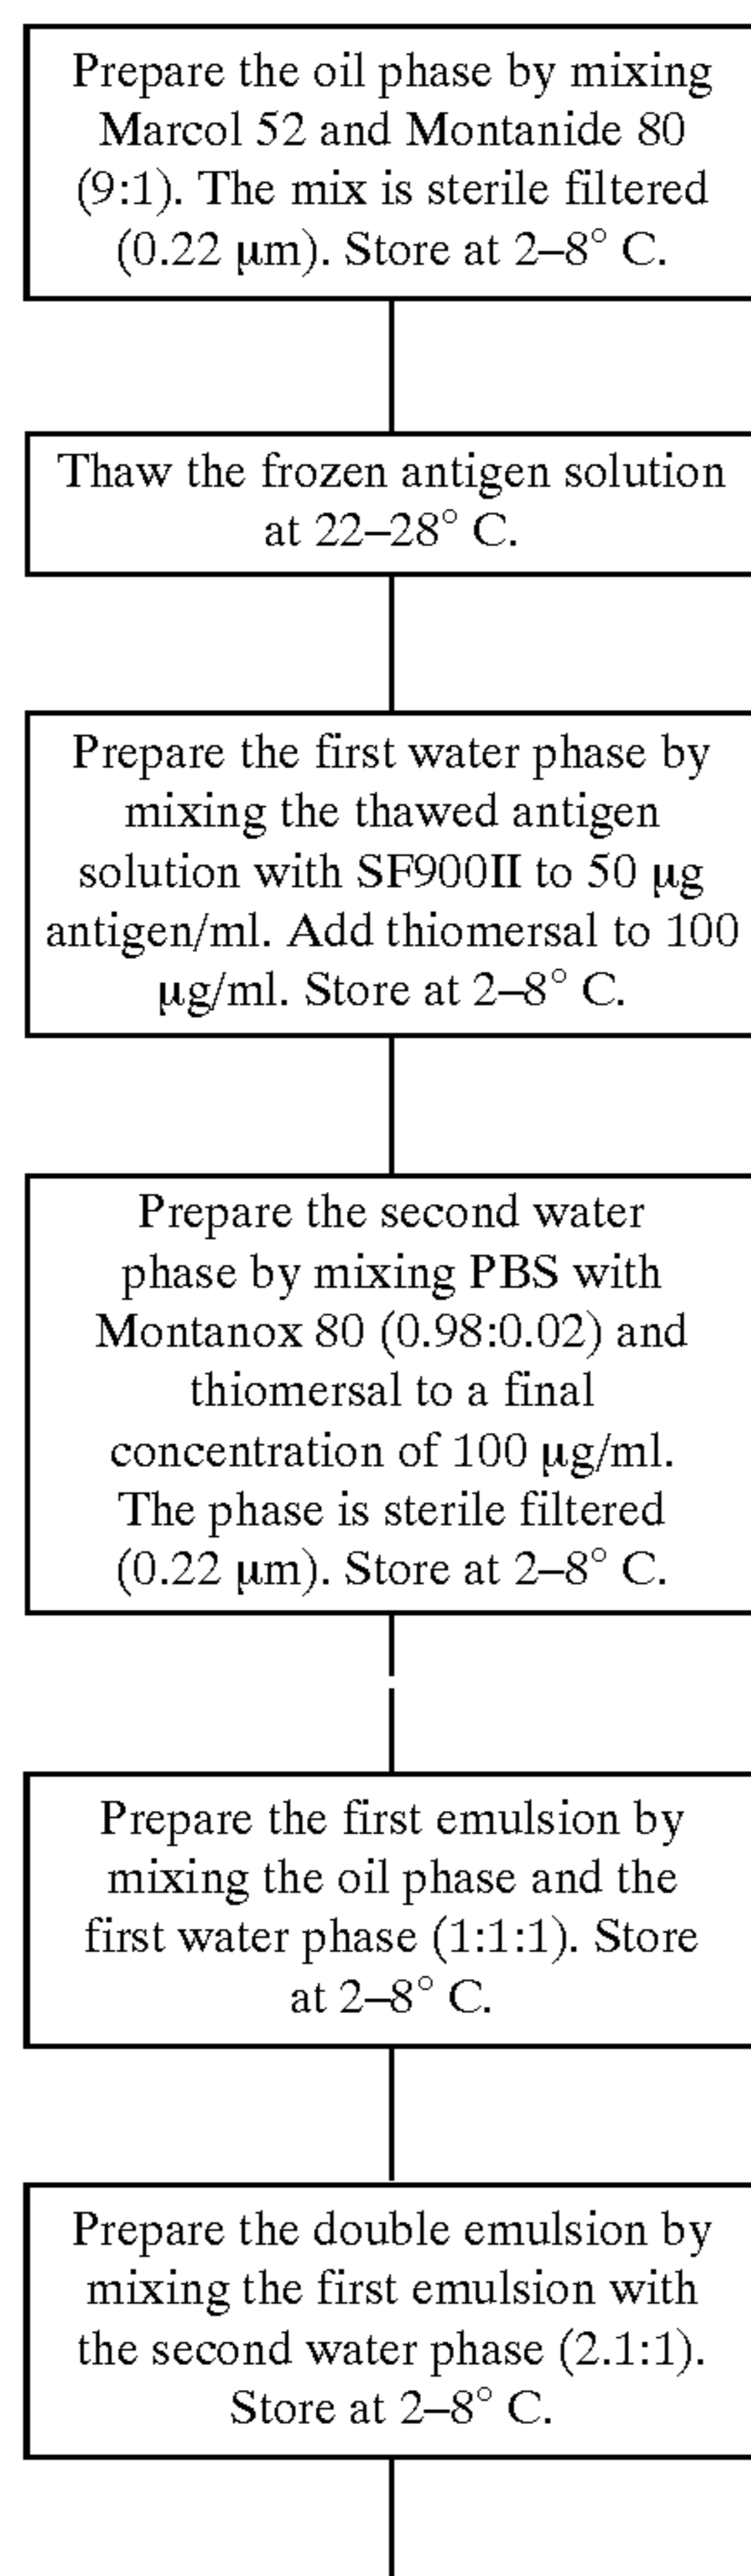 Prepare the oil phase by mixing
Marcol 52 and Montanide 80
(9:1). The mix is sterile filtered
(0.22 µm). Store at 2–8° C.
Thaw the frozen antigen solution
at 22–28° C.
Prepare the first water phase by
mixing the thawed antigen
solution with SF900II to 50 µg
antigen/ml. Add thiomersal to 100
µg/ml. Store at 2–8° C.
Prepare the second water
phase by mixing PBS with
Montanox 80 (0.98:0.02) and
thiomersal to a final
concentration of 100 µg/ml.
The phase is sterile filtered
(0.22 µm). Store at 2–8° C.
Prepare the first emulsion by
mixing the oil phase and the
first water phase (1:1:1). Store
at 2–8° C.
Prepare the double emulsion by
mixing the first emulsion with
the second water phase (2.1:1).
Store at 2–8° C.